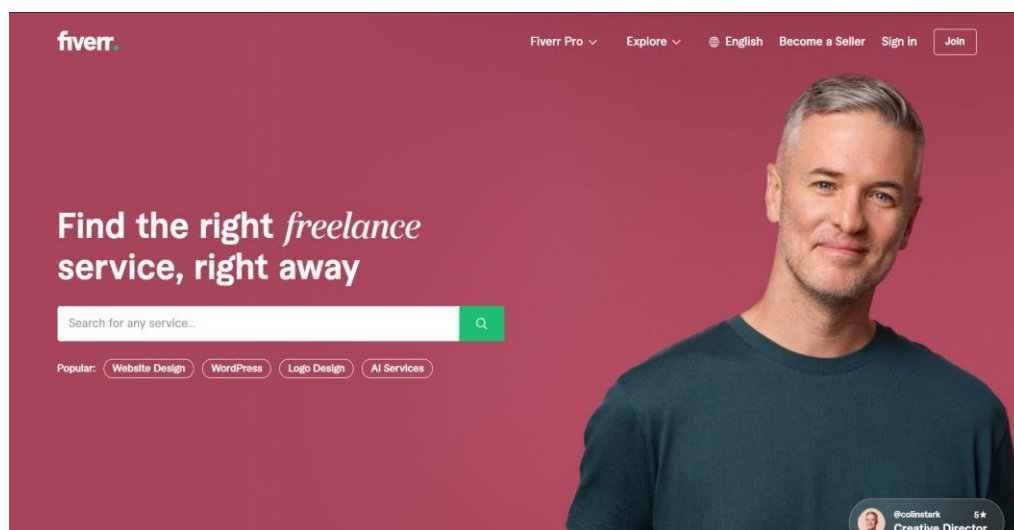 fiverr.
Fiverr Pro Explore English Become a Seller Sign in Join
Find the right freelance
service, right away
Search for any service...
Popular: Website Design WordPress Logo Design AI Services
@colinstark 5★
Creative Director